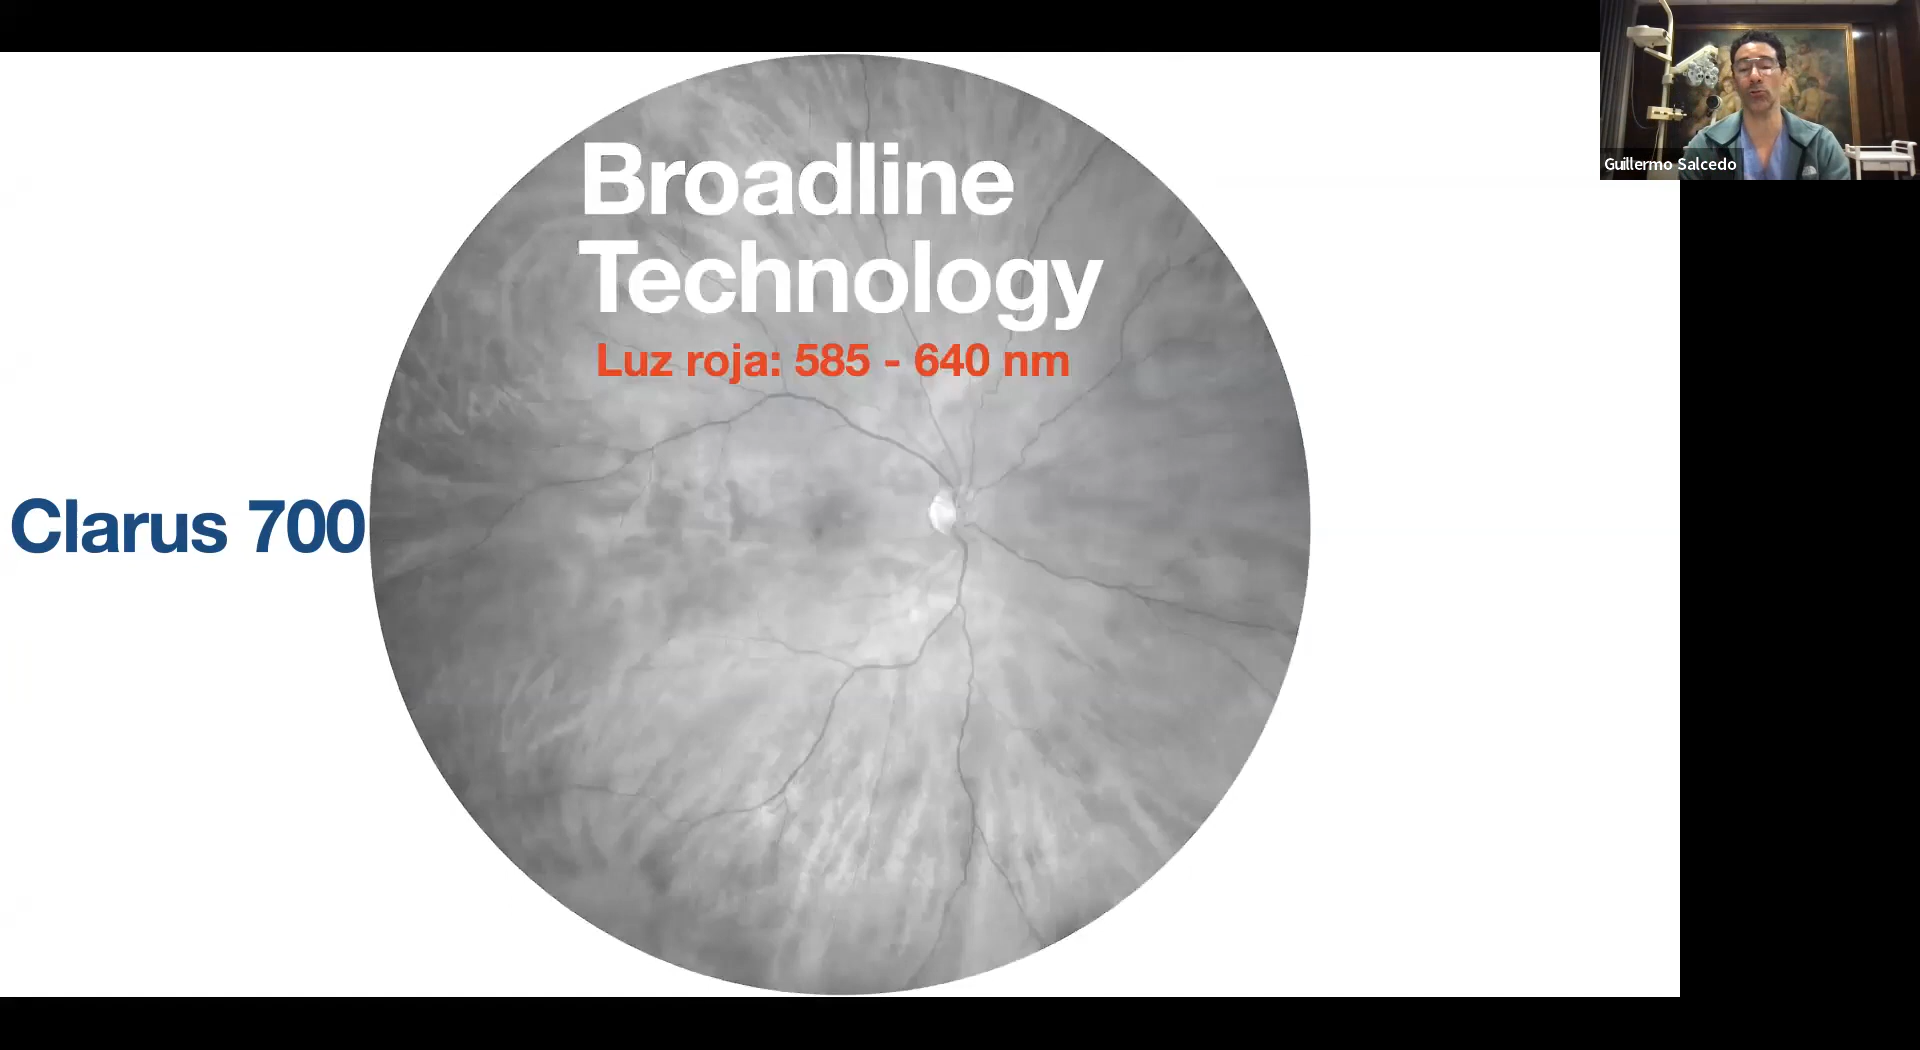 Broadline
Technology
Luz roja: 585 - 640 nm
Clarus 700
Guillermo Salcedo